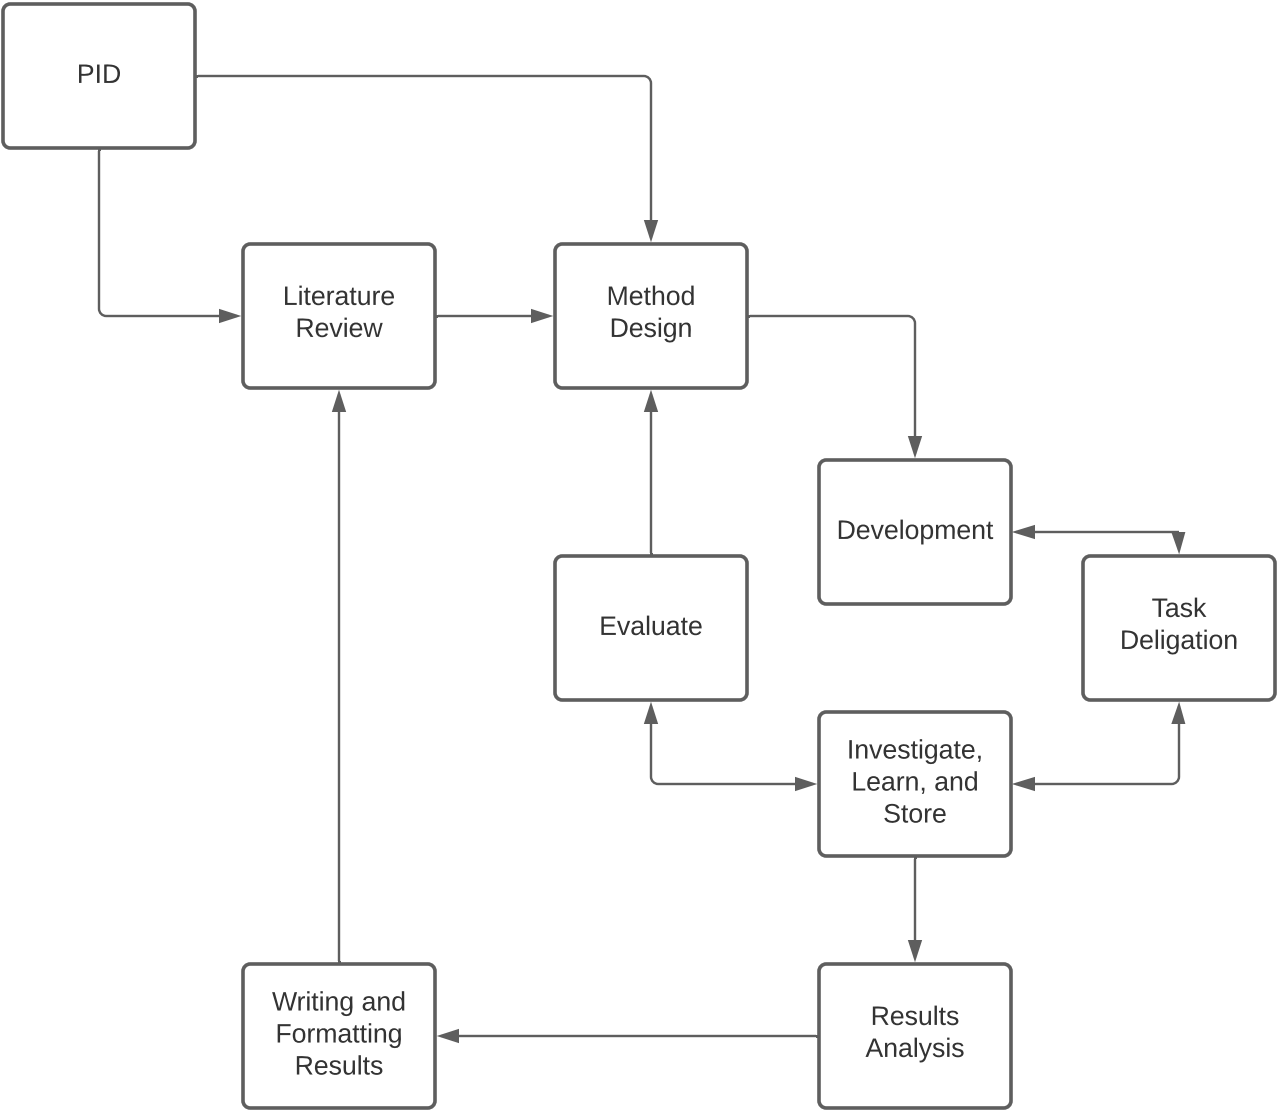 PID
Literature
Review
Method
Design
Development
Task
Deligation
Evaluate
Investigate,
Learn, and
Store
Writing and
Formatting
Results
Results
Analysis